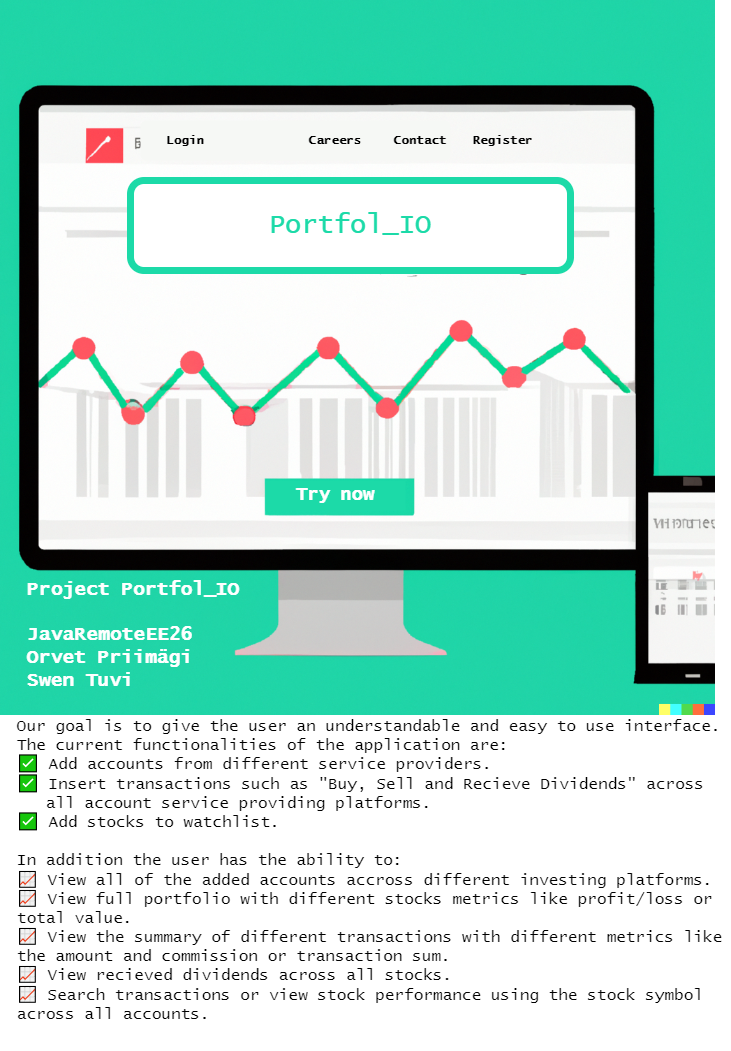 Login Careers Contact Register
Portfol_IO
Try now
Project Portfol_IO
JavaRemoteEE26
Orvet Priimägi
Swen Tuvi
Our goal is to give the user an understandable and easy to use interface.
The current functionalities of the application are:
✅ Add accounts from different service providers.
✅ Insert transactions such as "Buy, Sell and Recieve Dividends" across
all account service providing platforms.
✅ Add stocks to watchlist.
In addition the user has the ability to:
📈 View all of the added accounts accross different investing platforms.
📈 View full portfolio with different stocks metrics like profit/loss or
total value.
📈 View the summary of different transactions with different metrics like
the amount and commission or transaction sum.
📈 View recieved dividends across all stocks.
📈 Search transactions or view stock performance using the stock symbol
across all accounts.